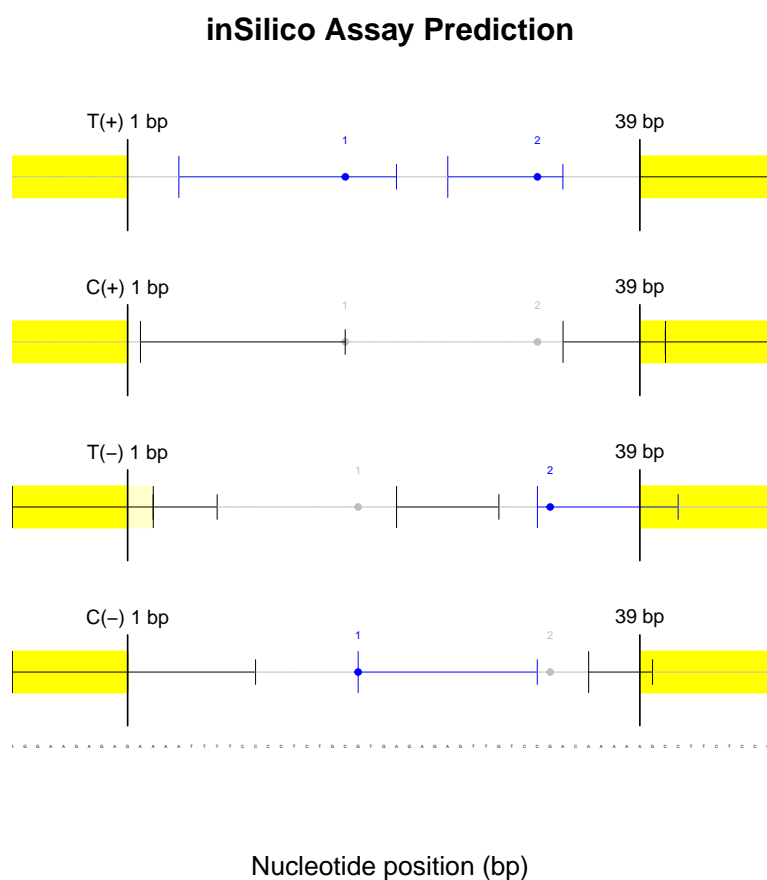 inSilico Assay Prediction
T(+) 1 bp
39 bp
1
2
C(+) 1 bp
39 bp
1
2
T(−) 1 bp
39 bp
1
2
C(−) 1 bp
39 bp
1
2
G G A A G A G A G A A A A T T T T C C C C T C T G C G T G A G A G A G T T G T C C G A C A A A A A G C C T T C T C C
Nucleotide position (bp)